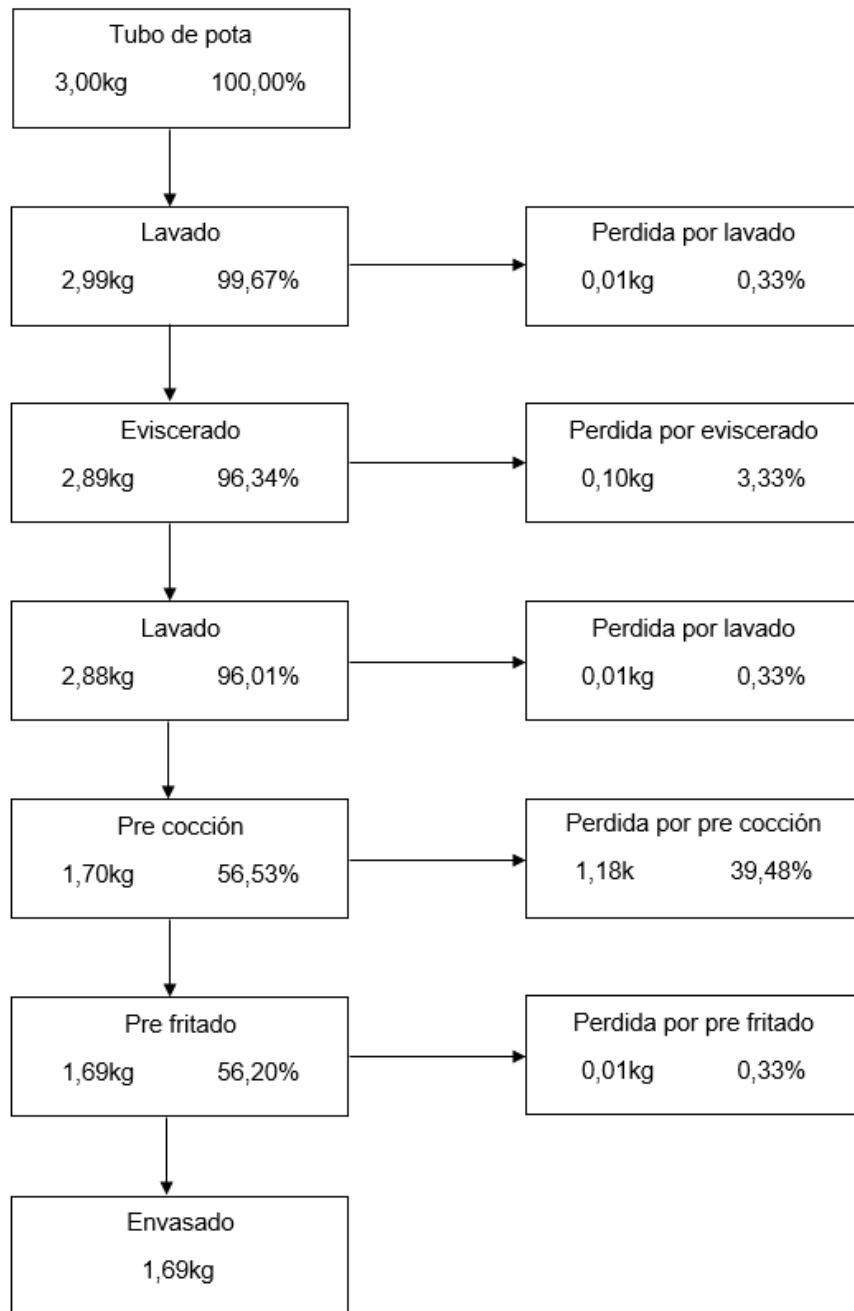 Tubo de pota
3,00kg 100,00%
Lavado
2,99kg 99,67%
Perdida por lavado
0,01kg 0,33%
Eviscerado
2,89kg 96,34%
Perdida por eviscerado
0,10kg 3,33%
Lavado
2,88kg 96,01%
Perdida por lavado
0,01kg 0,33%
Pre cocción
1,70kg 56,53%
Perdida por pre cocción
1,18k 39,48%
Pre fritado
1,69kg 56,20%
Perdida por pre fritado
0,01kg 0,33%
Envasado
1,69kg